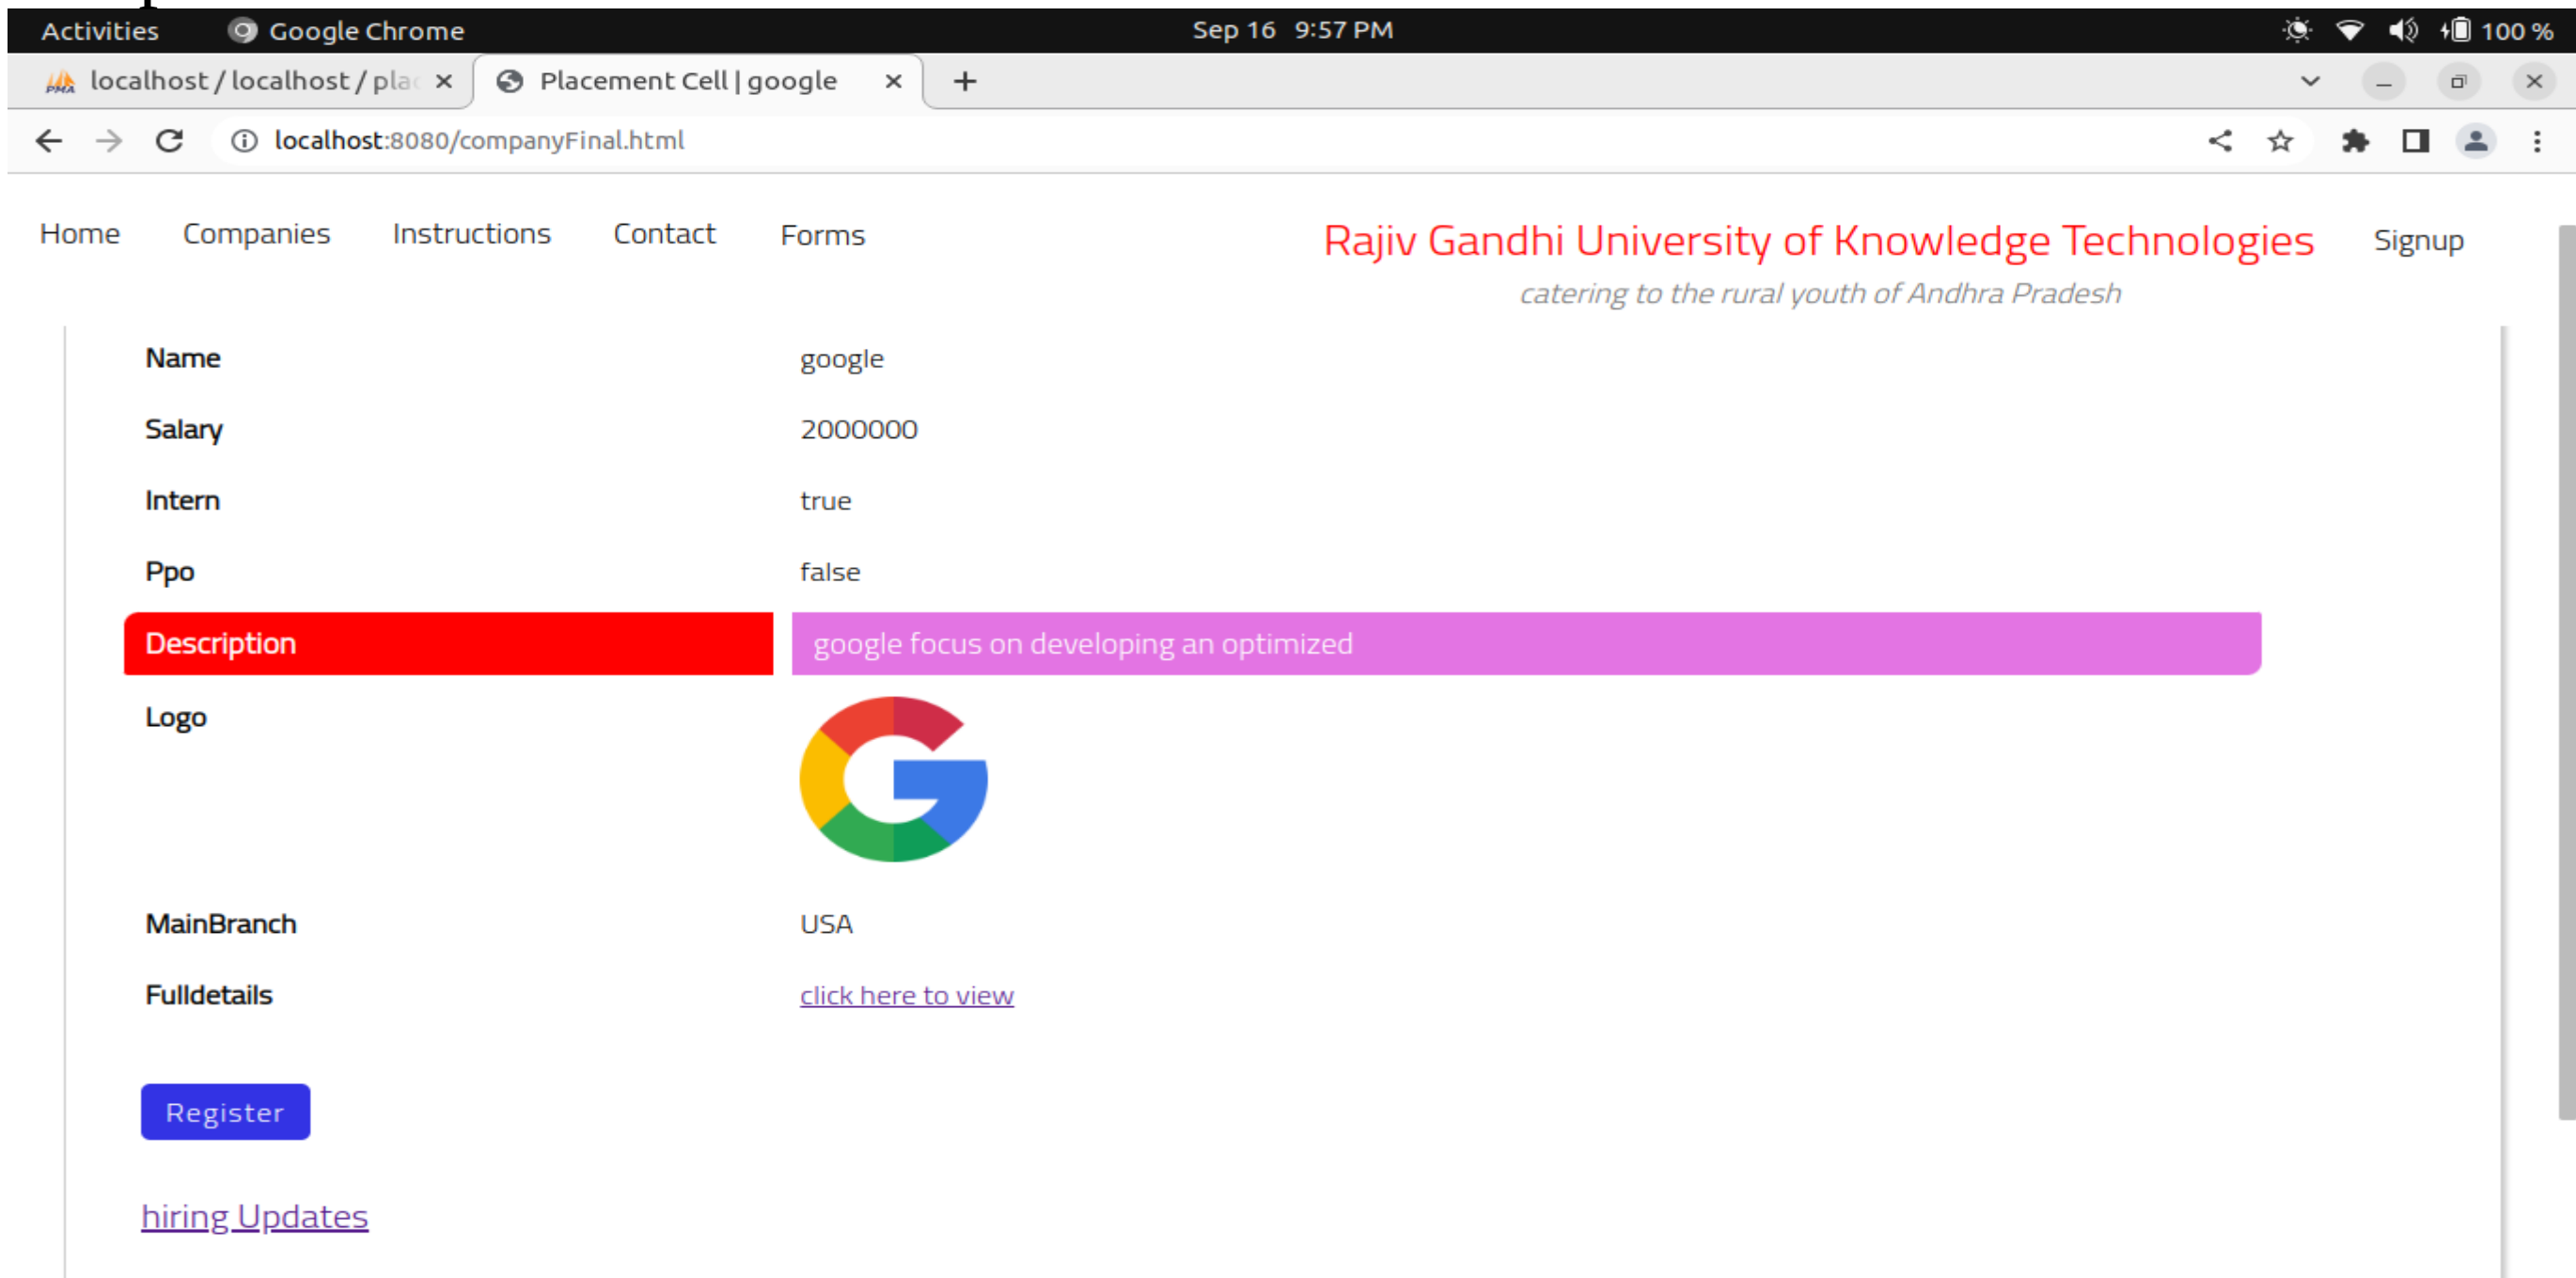 Activities Google Chrome Sep 16 9:57 PM 100 %
PMA localhost / localhost / plac Placement Cell | google
localhost:8080/companyFinal.html
Home Companies Instructions Contact Forms Rajiv Gandhi University of Knowledge Technologies Signup
catering to the rural youth of Andhra Pradesh
Name google
Salary 2000000
Intern true
Ppo false
Description google focus on developing an optimized
Logo
MainBranch USA
Fulldetails click here to view
Register
hiring Updates